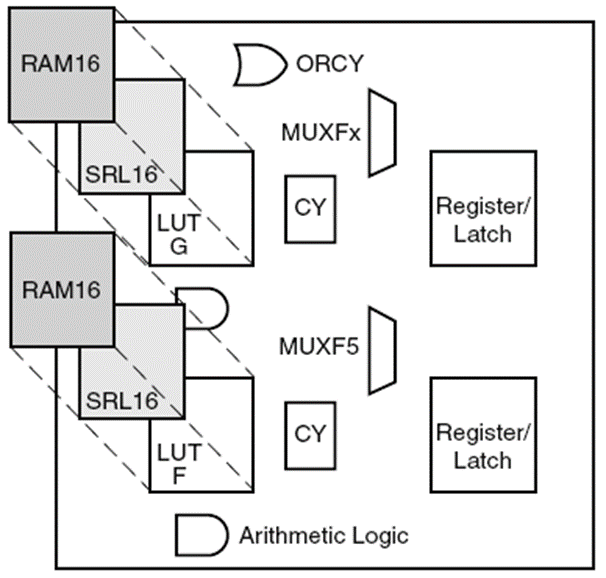 RAM16
ORCY
MUXFx
SRL16
LUT
G
CY
Register/
Latch
RAM16
MUXF5
SRL16
LUT
F
CY
Register/
Latch
Arithmetic Logic